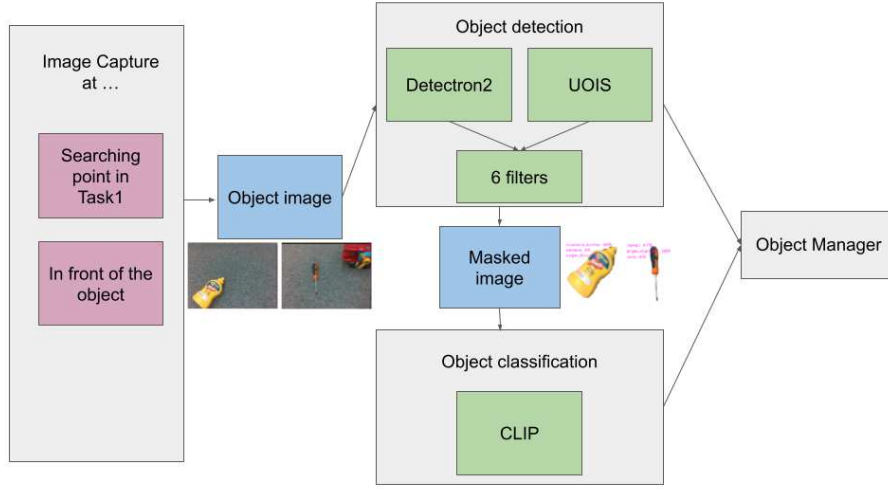 Image Capture
at ...
Searching
point in
Task1
In front of the
object
Object image
Object detection
Detectron2
UOIS
6 filters
Masked
image
Object classification
CLIP
Object Manager